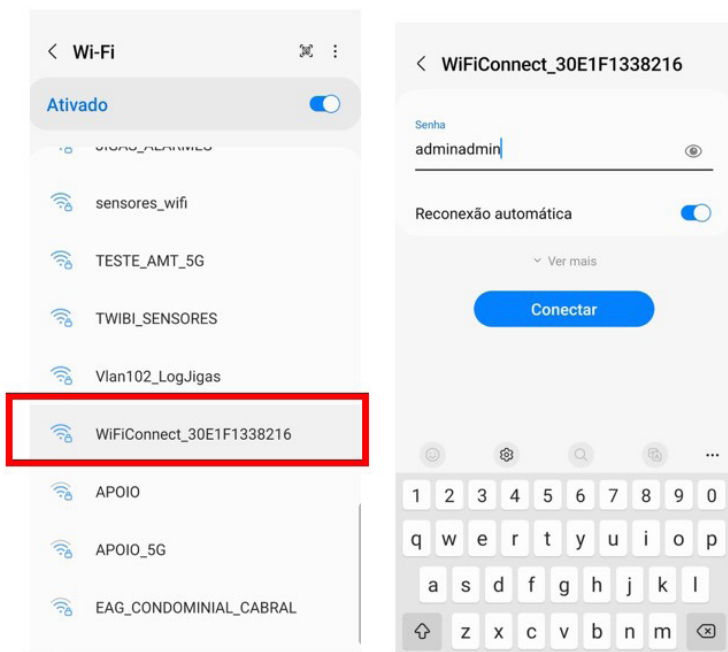 Wi-Fi
Ativado
JIGAS_ALARMES
sensores_wifi
TESTE_AMT_5G
TWIBI_SENSORES
Vlan102_LogJigas
WiFiConnect_30E1F1338216
APOIO
APOIO_5G
EAG_CONDOMINIAL_CABRAL
WiFiConnect_30E1F1338216
Senha
adminadmin
Reconexão automática
Ver mais
Conectar
1 2 3 4 5 6 7 8 9 0
q w e r t y u i o p
a s d f g h j k l
z x c v b n m